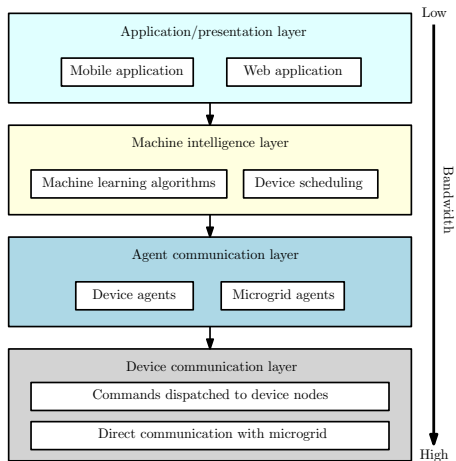 Low
Application/presentation layer
Mobile application
Web application
Machine intelligence layer
Machine learning algorithms
Device scheduling
Bandwidth
Agent communication layer
Device agents
Microgrid agents
Device communication layer
Commands dispatched to device nodes
Direct communication with microgrid
High